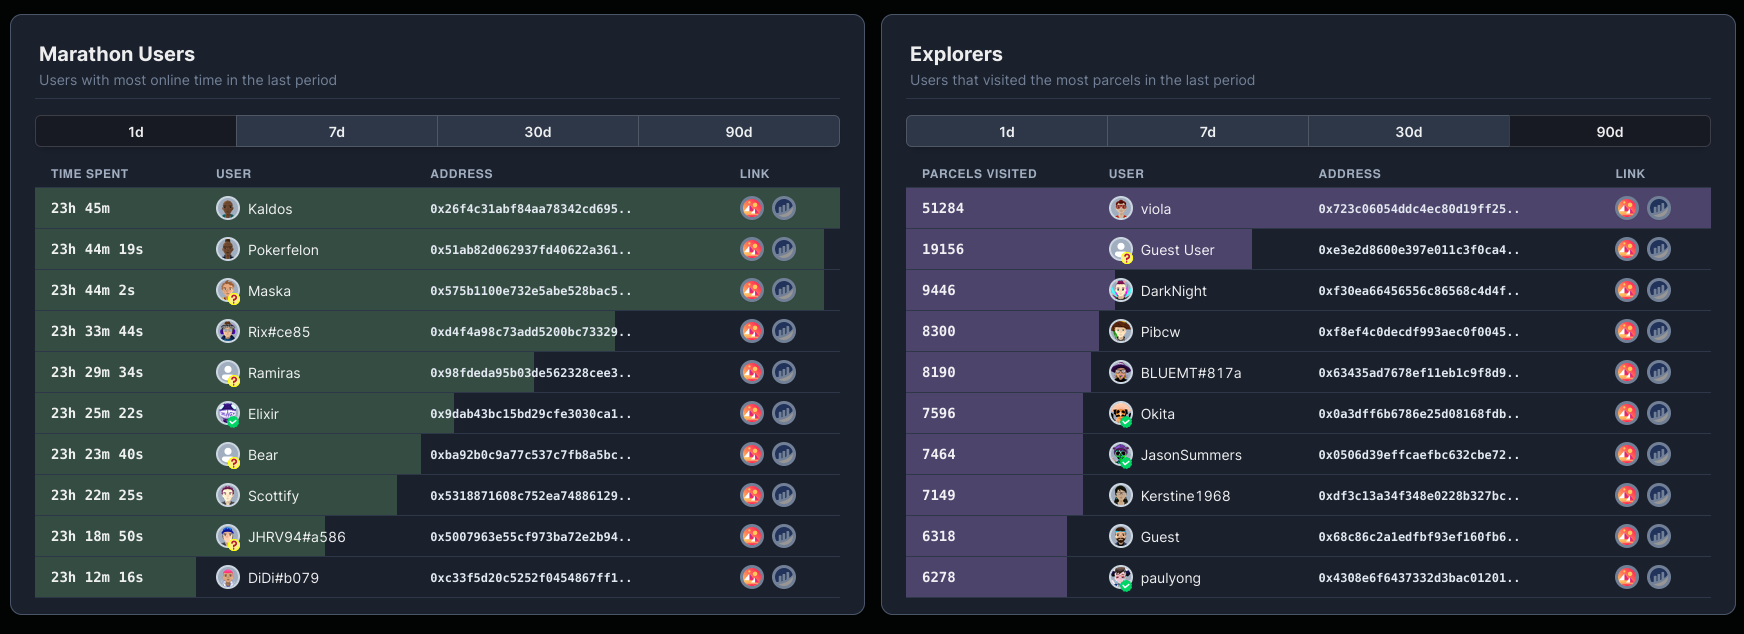 Marathon Users
Users with most online time in the last period
1d 7d 30d 90d
TIME SPENT USER ADDRESS LINK
23h 45m Kaldos 0x26f4c31abf84aa78342cd695..
23h 44m 19s Pokerfelon 0x51ab82d062937fd40622a361..
23h 44m 2s Maska 0x575b1100e732e5abe528bac5..
23h 33m 44s Rix#ce85 0xd4f4a98c73add5200bc73329..
23h 29m 34s Ramiras 0x98fdeda95b03de562328cee3..
23h 25m 22s Elixir 0x9dab43bc15bd29cfe3030ca1..
23h 23m 40s Bear 0xba92b0c9a77c537c7fb8a5bc..
23h 22m 25s Scottify 0x5318871608c752ea74886129..
23h 18m 50s JHRV94#a586 0x5007963e55cf973ba72e2b94..
23h 12m 16s DiDi#b079 0xc33f5d20c5252f0454867ff1..
Explorers
Users that visited the most parcels in the last period
1d 7d 30d 90d
PARCELS VISITED USER ADDRESS LINK
51284 viola 0x723c06054ddc4ec80d19ff25..
19156 Guest User 0xe3e2d8600e397e011c3f0ca4..
9446 DarkNight 0xf30ea66456556c86568c4d4f..
8300 Pibcw 0xf8ef4c0decdf993aec0f0045..
8190 BLUEMT#817a 0x63435ad7678ef11eb1c9f8d9..
7596 Okita 0x0a3dff6b6786e25d08168fdb..
7464 JasonSummers 0x0506d39effcaefbc632cbe72..
7149 Kerstine1968 0xdf3c13a34f348e0228b327bc..
6318 Guest 0x68c86c2a1edfbf93ef160fb6..
6278 paulyong 0x4308e6f6437332d3bac01201..